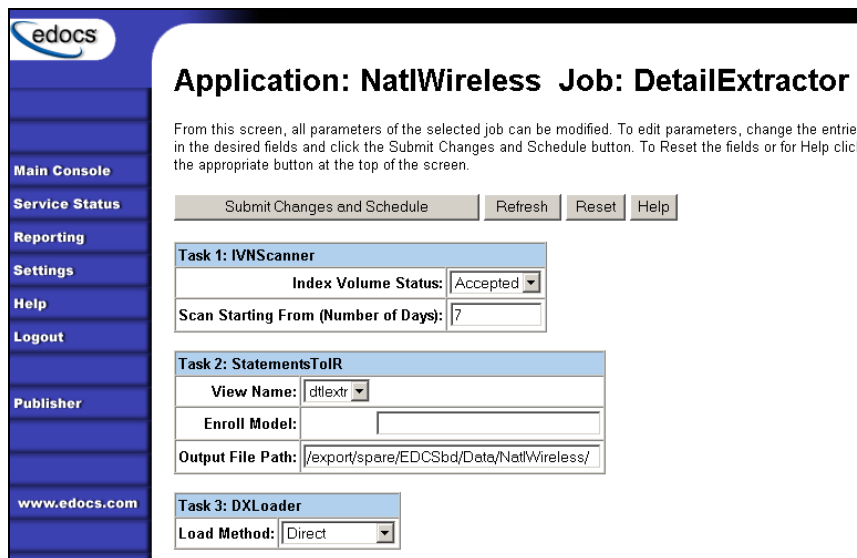 edocs
Main Console
Service Status
Reporting
Settings
Help
Logout
Publisher
www.edocs.com
Application: NatlWireless Job: DetailExtractor
From this screen, all parameters of the selected job can be modified. To edit parameters, change the entrie
in the desired fields and click the Submit Changes and Schedule button. To Reset the fields or for Help clic
the appropriate button at the top of the screen.
Submit Changes and Schedule Refresh Reset Help
Task 1: IVNScanner
Index Volume Status: Accepted
Scan Starting From (Number of Days): 7
Task 2: StatementsToIR
View Name: dtlextr
Enroll Model:
Output File Path: /export/spare/EDCSbd/Data/NatlWireless/
Task 3: DXLoader
Load Method: Direct